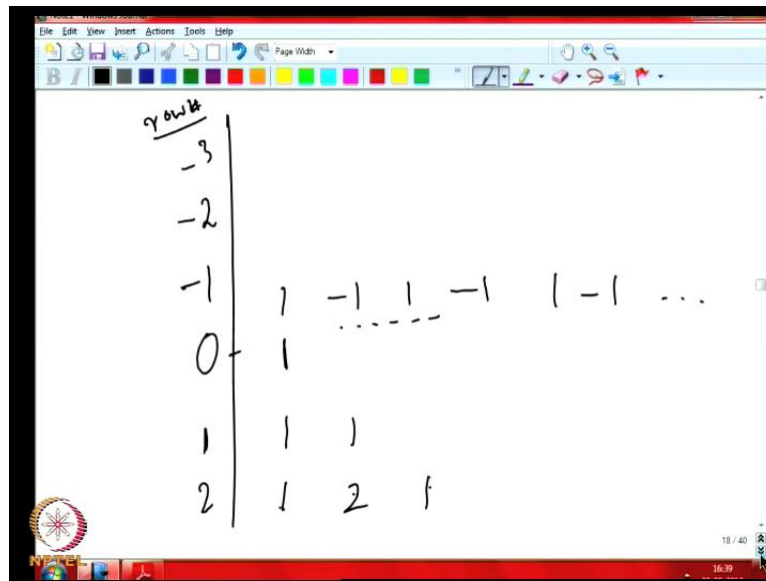 File Edit View Insert Actions Tools Help
Page Width
B I
row#
-3
-2
-1 1 -1 1 -1 1 -1 ...
0 1
1 1 1
2 1 2 1
18 / 40
NPTEL
16:39